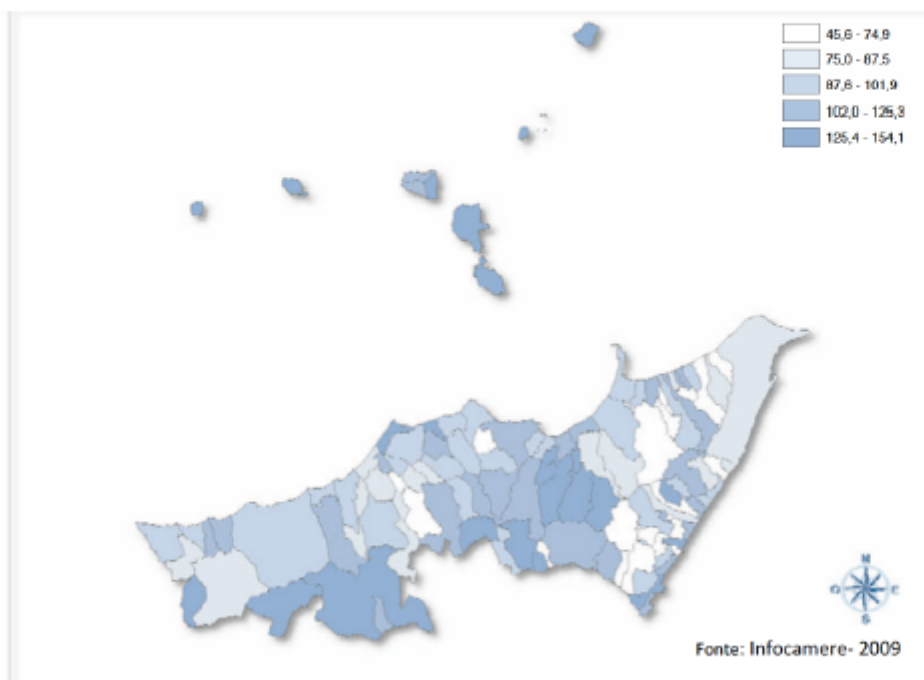 45,6 - 74,9
75,0 - 87,5
87,6 - 101,9
102,0 - 125,3
125,4 - 154,1
N
O E
S
Fonte: Infocamere- 2009